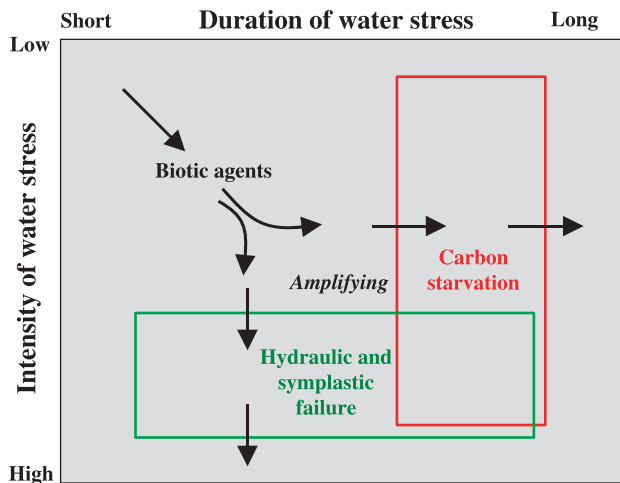 Duration of water stress
Short
Long
Low
Intensity of water stress
High
Biotic agents
Amplifying
Carbon
starvation
Hydraulic and
symplastic
failure